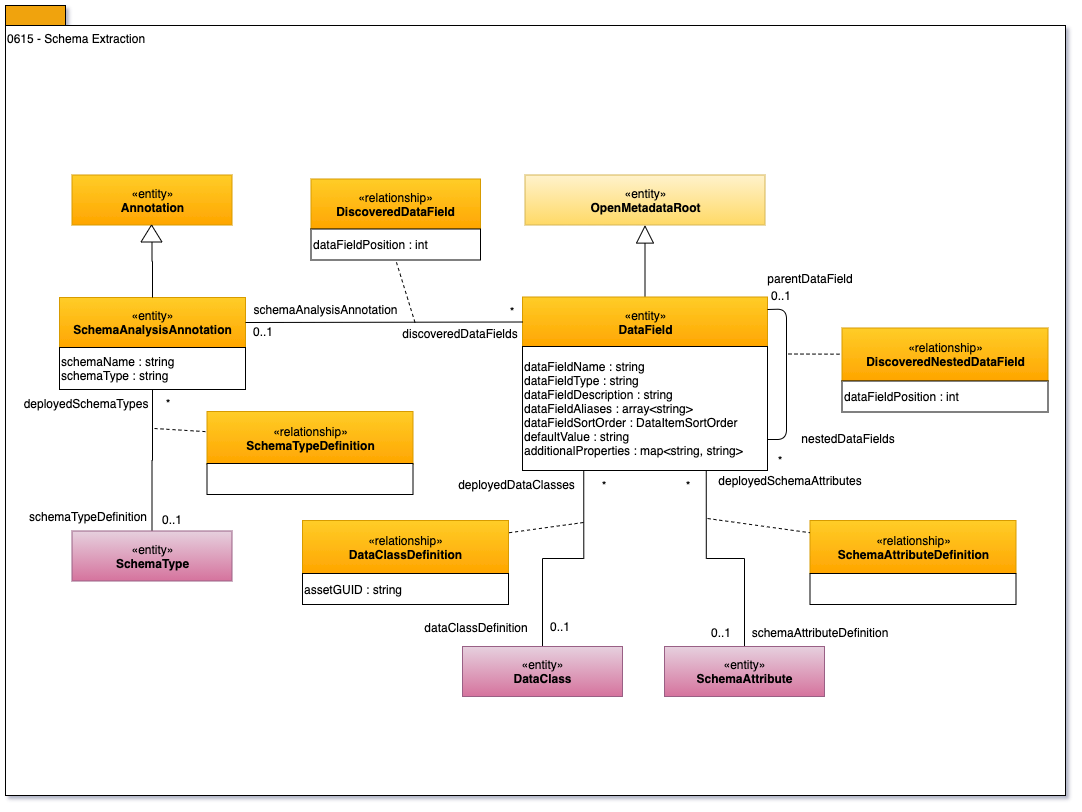 0615 - Schema Extraction
«entity»
Annotation
«relationship»
DiscoveredDataField
dataFieldPosition : int
«entity»
OpenMetadataRoot
«entity»
SchemaAnalysisAnnotation
schemaName : string
schemaType : string
schemaAnalysisAnnotation
0..1
*
discoveredDataFields
«entity»
DataField
dataFieldName : string
dataFieldType : string
dataFieldDescription : string
dataFieldAliases : array<string>
dataFieldSortOrder : DataItemSortOrder
defaultValue : string
additionalProperties : map<string, string>
parentDataField
0..1
«relationship»
DiscoveredNestedDataField
dataFieldPosition : int
nestedDataFields
*
deployedSchemaTypes
*
«relationship»
SchemaTypeDefinition
schemaTypeDefinition
0..1
«entity»
SchemaType
deployedDataClasses
*
*
deployedSchemaAttributes
«relationship»
DataClassDefinition
assetGUID : string
«relationship»
SchemaAttributeDefinition
dataClassDefinition
0..1
0..1
schemaAttributeDefinition
«entity»
DataClass
«entity»
SchemaAttribute